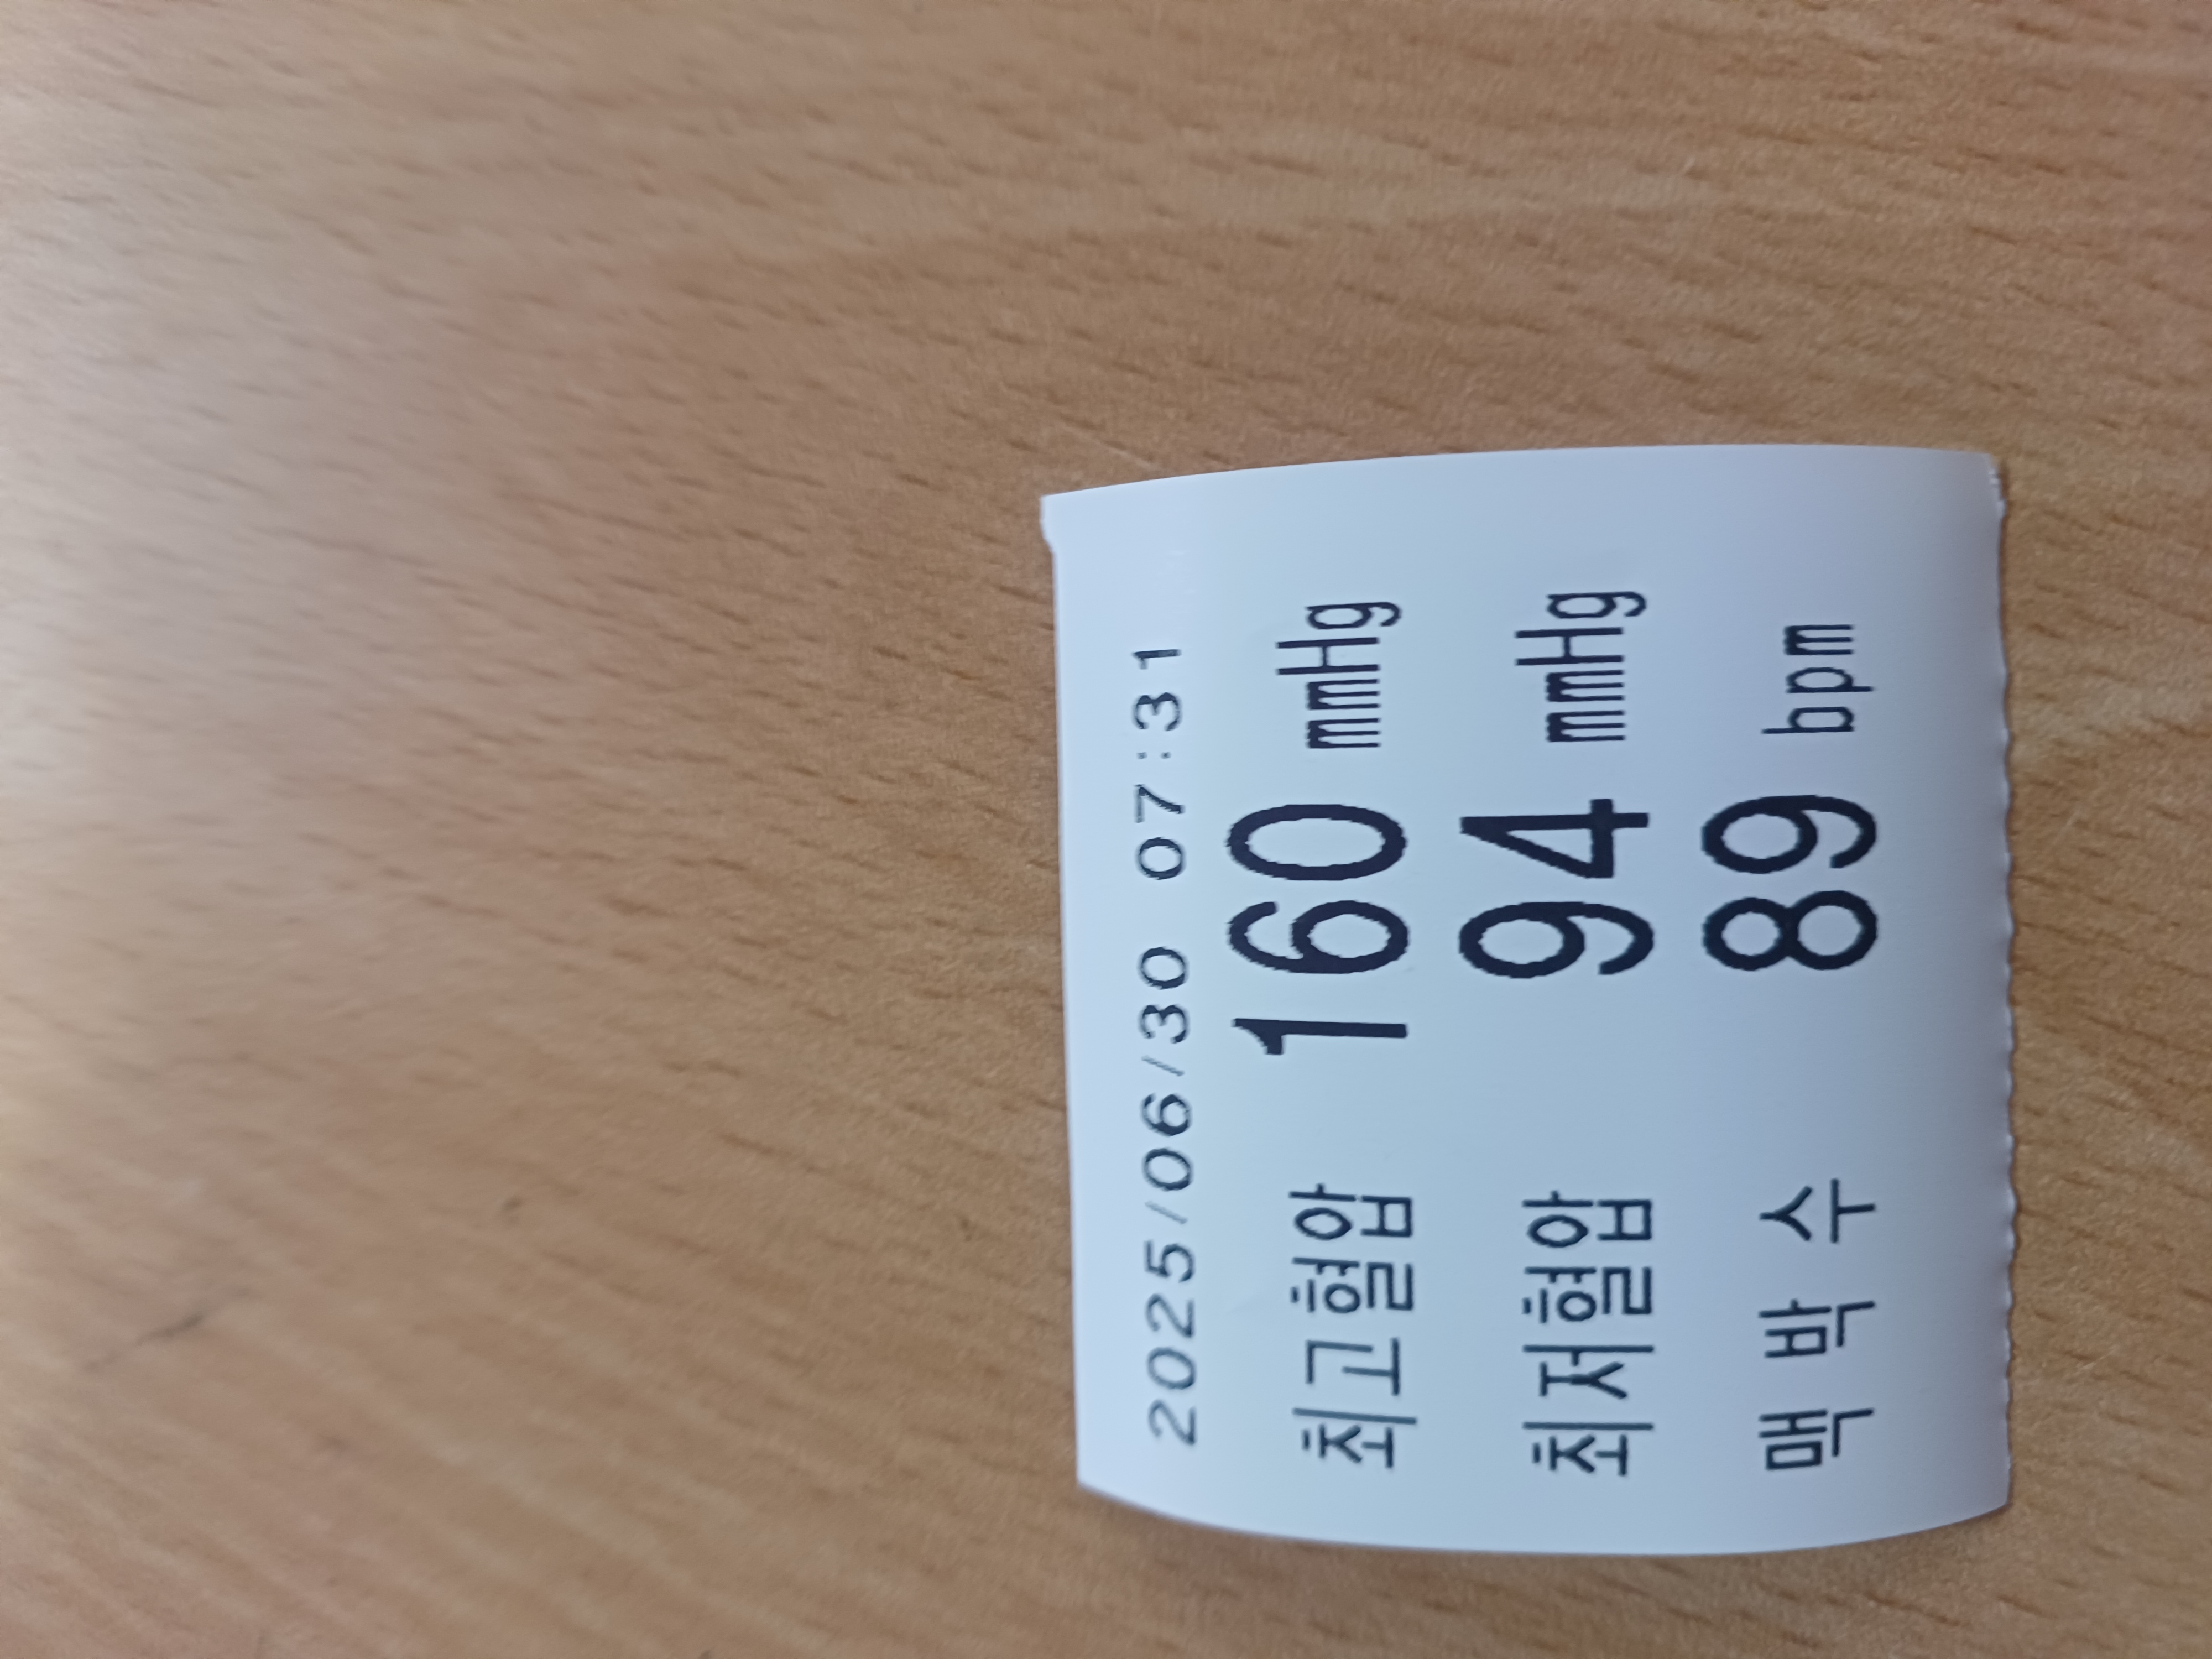 2025/06/30 07:31
최고혈압 160 mmHg
최저혈압 94 mmHg
맥 박 수 89 bpm